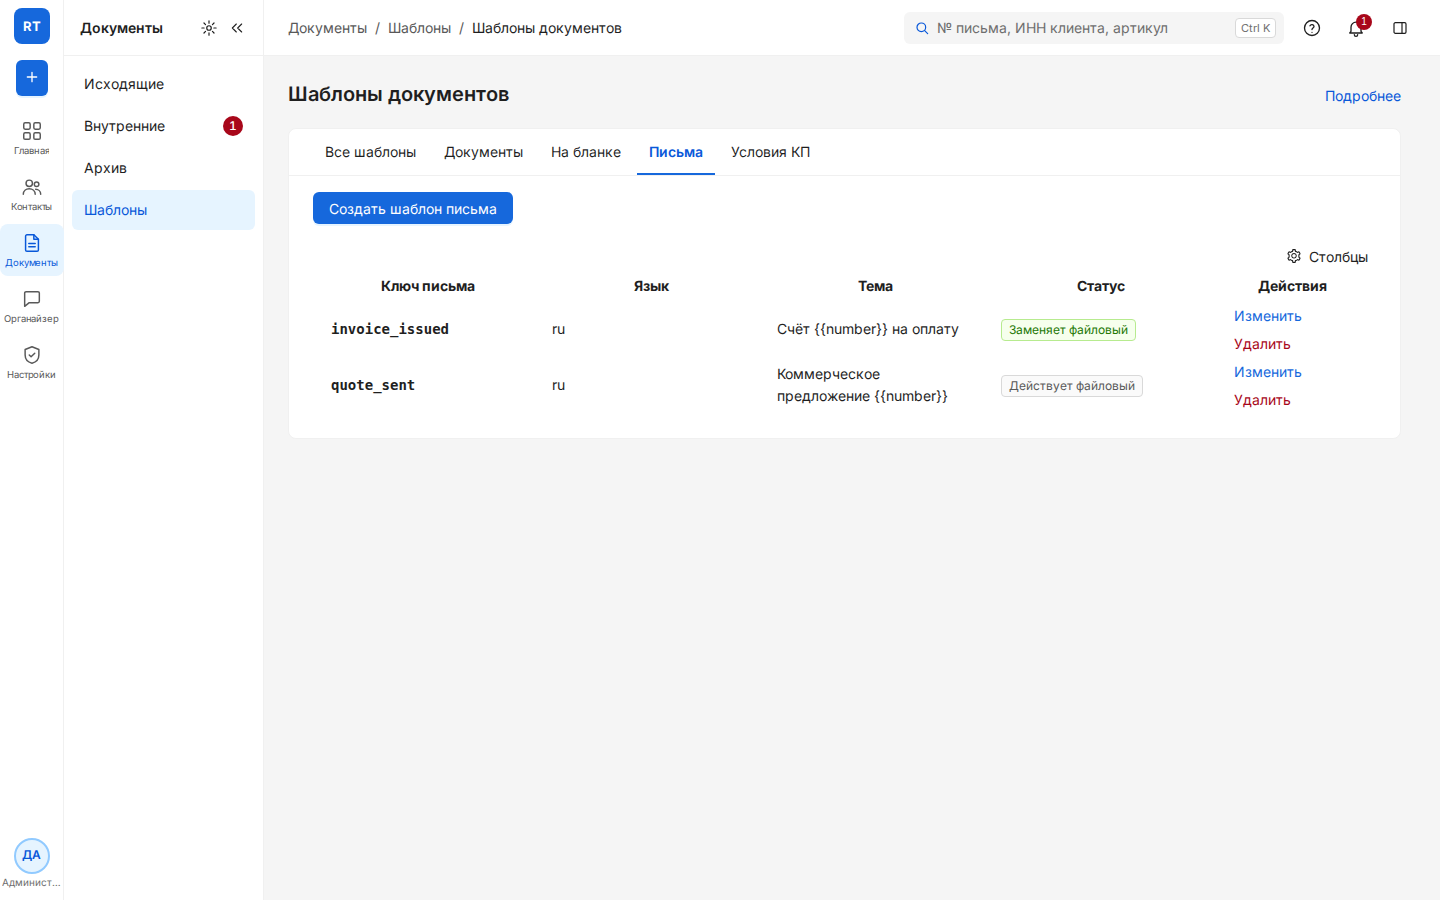 RT
Документы
Документы / Шаблоны / Шаблоны документов
№ письма, ИНН клиента, артикул
Ctrl K
1
Главная
Контакты
Документы
Органайзер
Настройки
ДА
Админист...
Исходящие
Внутренние
1
Архив
Шаблоны
Шаблоны документов
Подробнее
Все шаблоны
Документы
На бланке
Письма
Условия КП
Создать шаблон письма
Столбцы
Ключ письма
Язык
Тема
Статус
Действия
invoice_issued
ru
Счёт {{number}} на оплату
Заменяет файловый
Изменить
Удалить
quote_sent
ru
Коммерческое
предложение {{number}}
Действует файловый
Изменить
Удалить